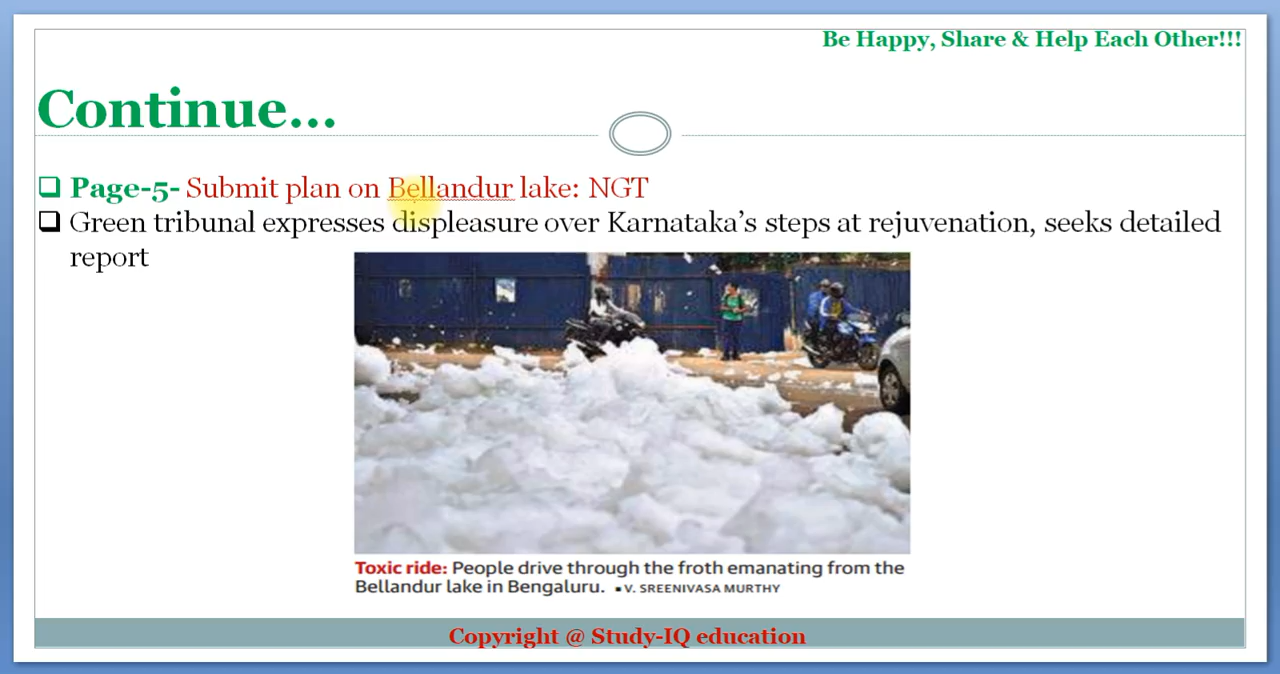 Be Happy, Share & Help Each Other!!!
Continue...
Page-5- Submit plan on Bellandur lake: NGT
Green tribunal expresses displeasure over Karnataka's steps at rejuvenation, seeks detailed
report
Toxic ride: People drive through the froth emanating from the
Bellandur lake in Bengaluru. ▪ V. SREENIVASA MURTHY
Copyright @ Study-IQ education